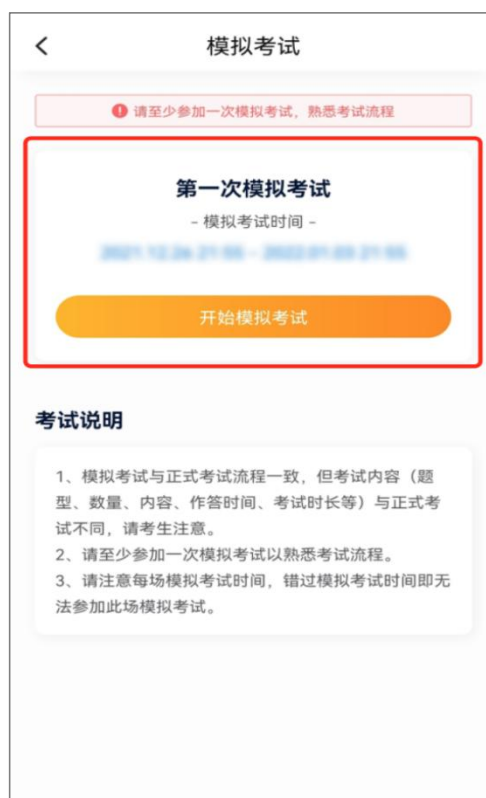 模拟考试
请至少参加一次模拟考试，熟悉考试流程
第一次模拟考试
- 模拟考试时间 -
开始模拟考试
考试说明
1、模拟考试与正式考试流程一致，但考试内容（题
型、数量、内容、作答时间、考试时长等）与正式考
试不同，请考生注意。
2、请至少参加一次模拟考试以熟悉考试流程。
3、请注意每场模拟考试时间，错过模拟考试时间即无
法参加此场模拟考试。